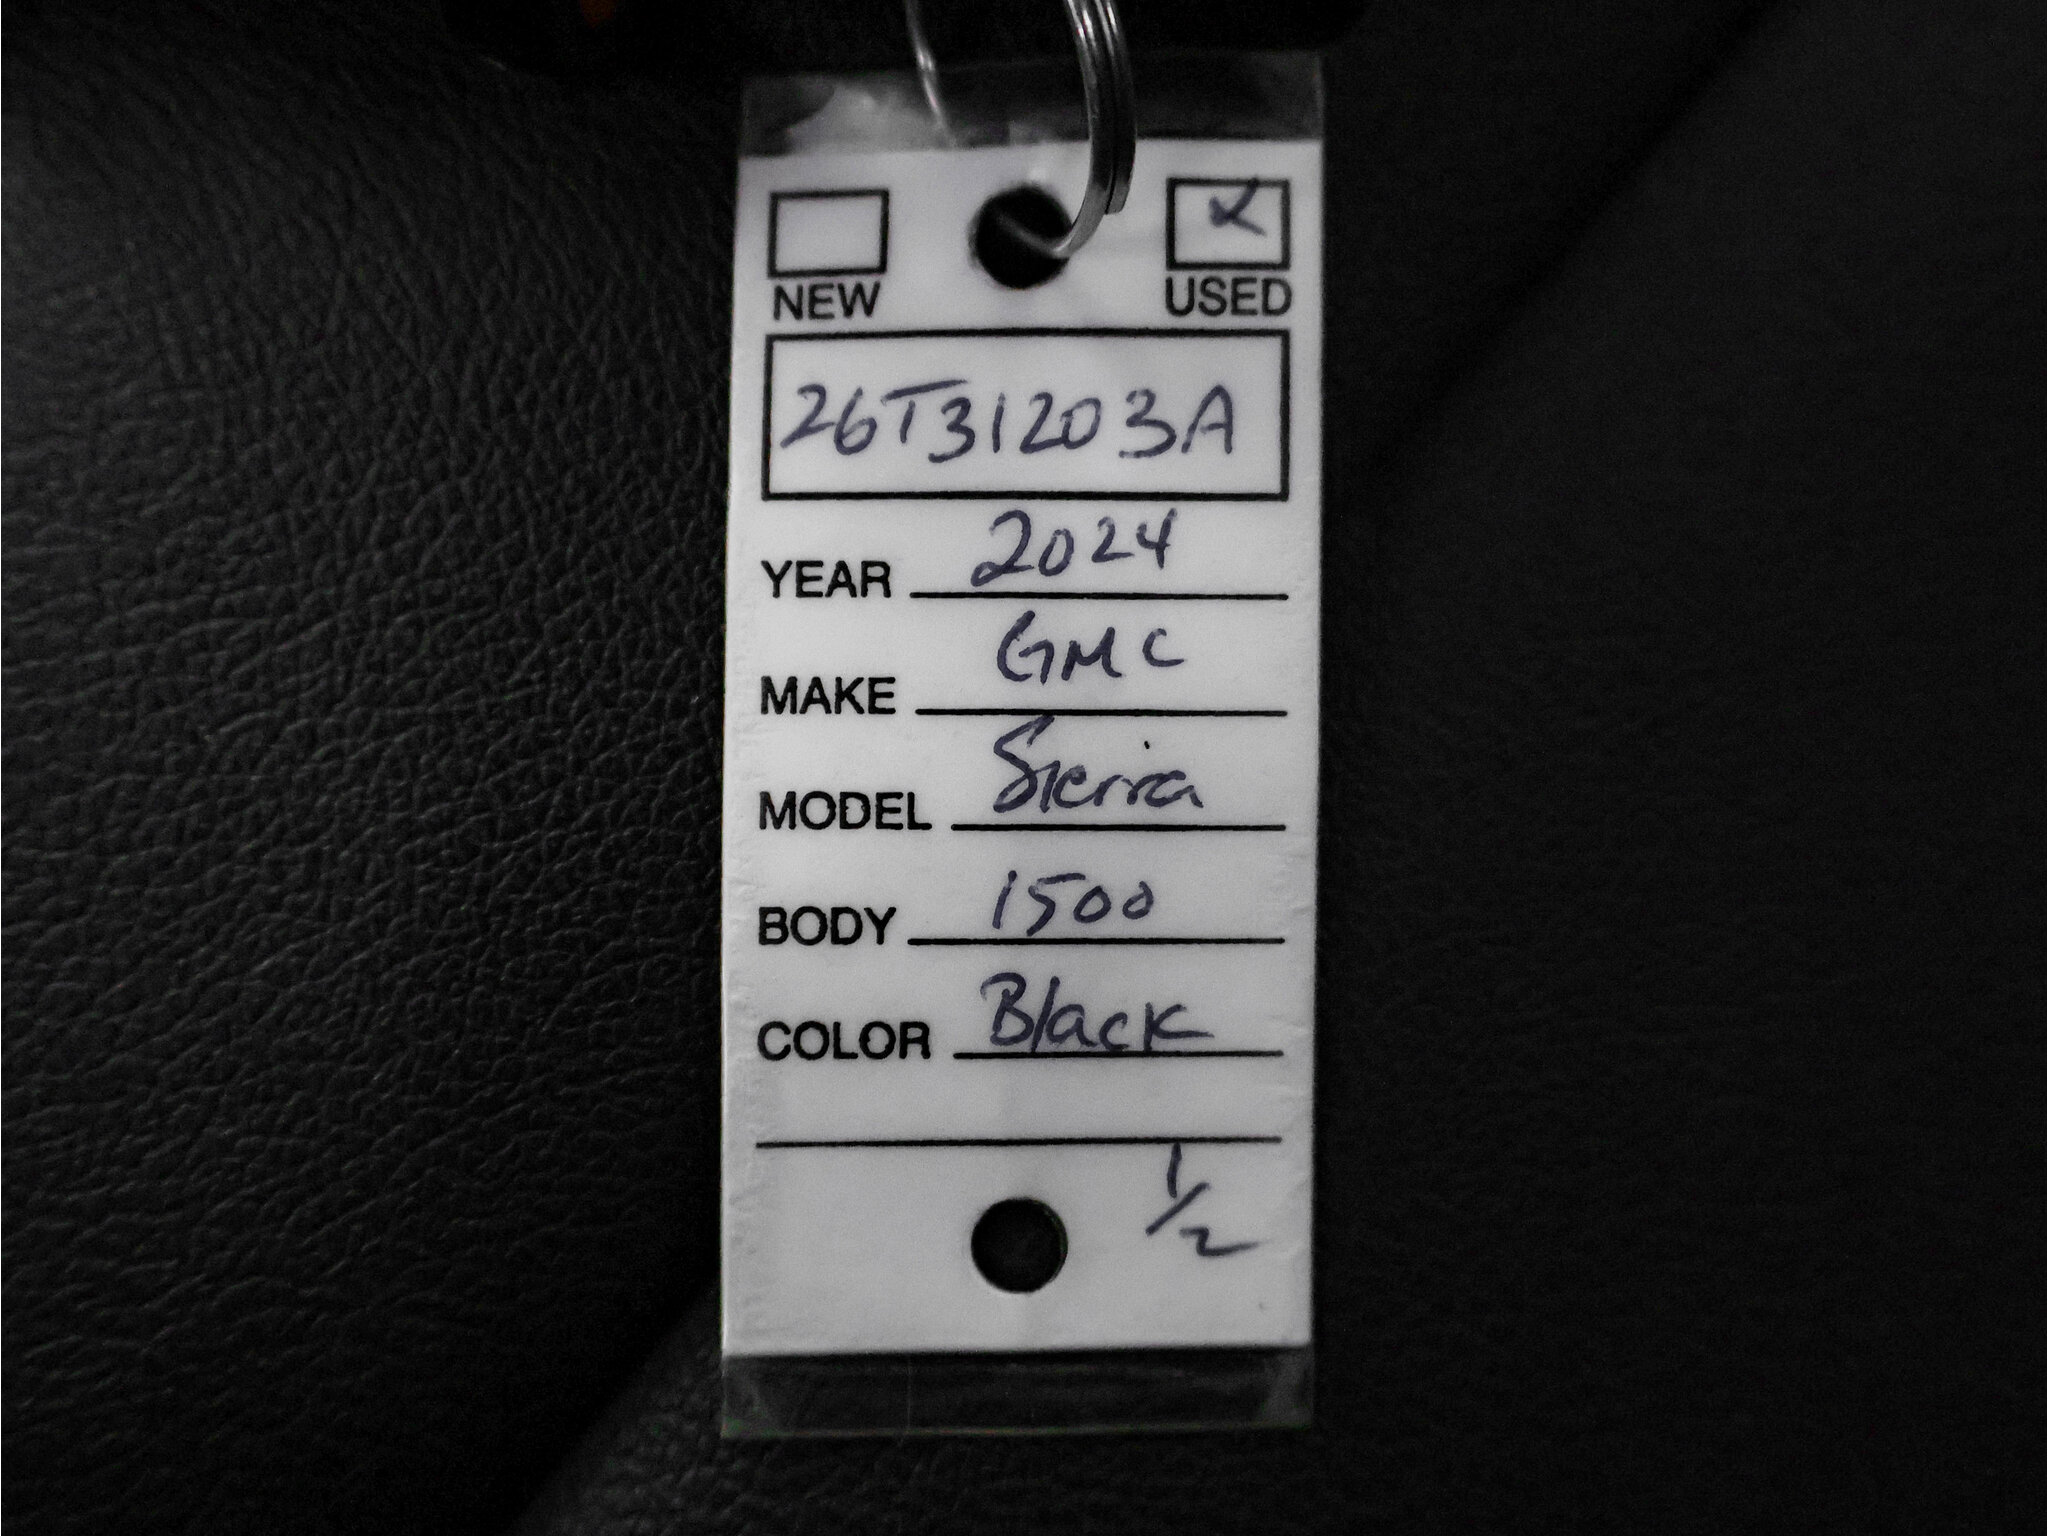 NEW USED
26T31203A
YEAR 2024
MAKE GMC
MODEL Sierra
BODY 1500
COLOR Black
1/2